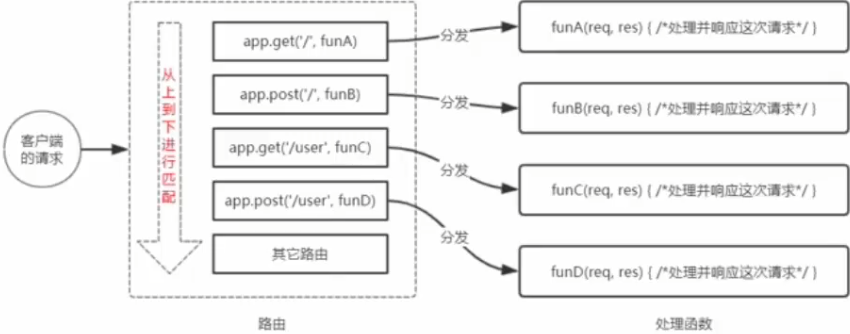 客户端
的请求
从上到下进行匹配
app.get('/', funA)
app.post('/', funB)
app.get('/user', funC)
app.post('/user', funD)
其它路由
路由
分发
分发
分发
分发
funA(req, res) { /*处理并响应这次请求*/ }
funB(req, res) { /*处理并响应这次请求*/ }
funC(req, res) { /*处理并响应这次请求*/ }
funD(req, res) { /*处理并响应这次请求*/ }
处理函数